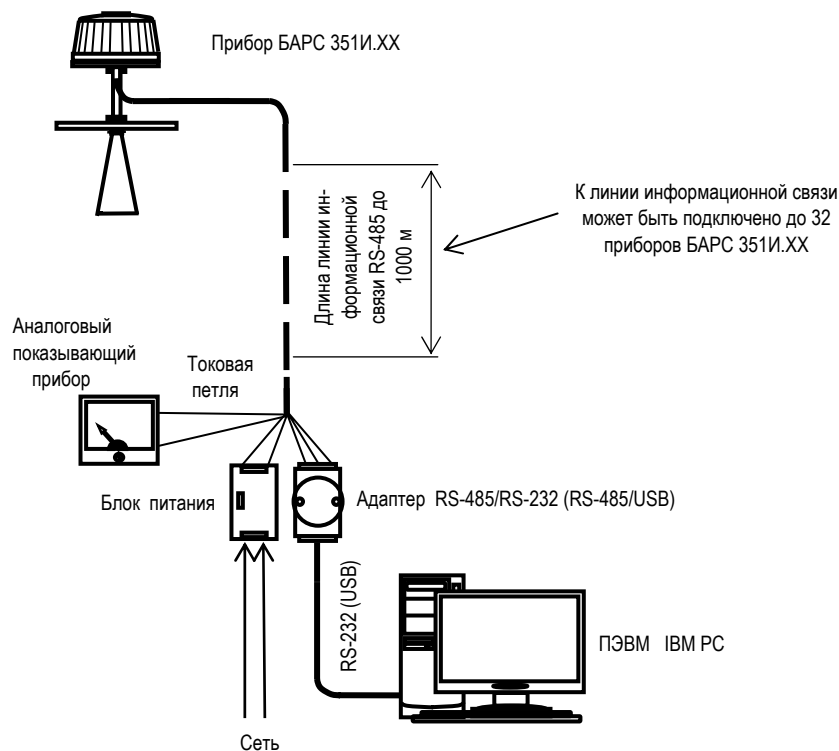 Прибор БАРС 351И.ХХ
Длина линии ин-
формационной
связи RS-485 до
1000 м
К линии информационной связи
может быть подключено до 32
приборов БАРС 351И.ХХ
Аналоговый
показывающий
прибор
Токовая
петля
Блок питания
Адаптер RS-485/RS-232 (RS-485/USB)
RS-232 (USB)
ПЭВМ IBM PC
Сеть